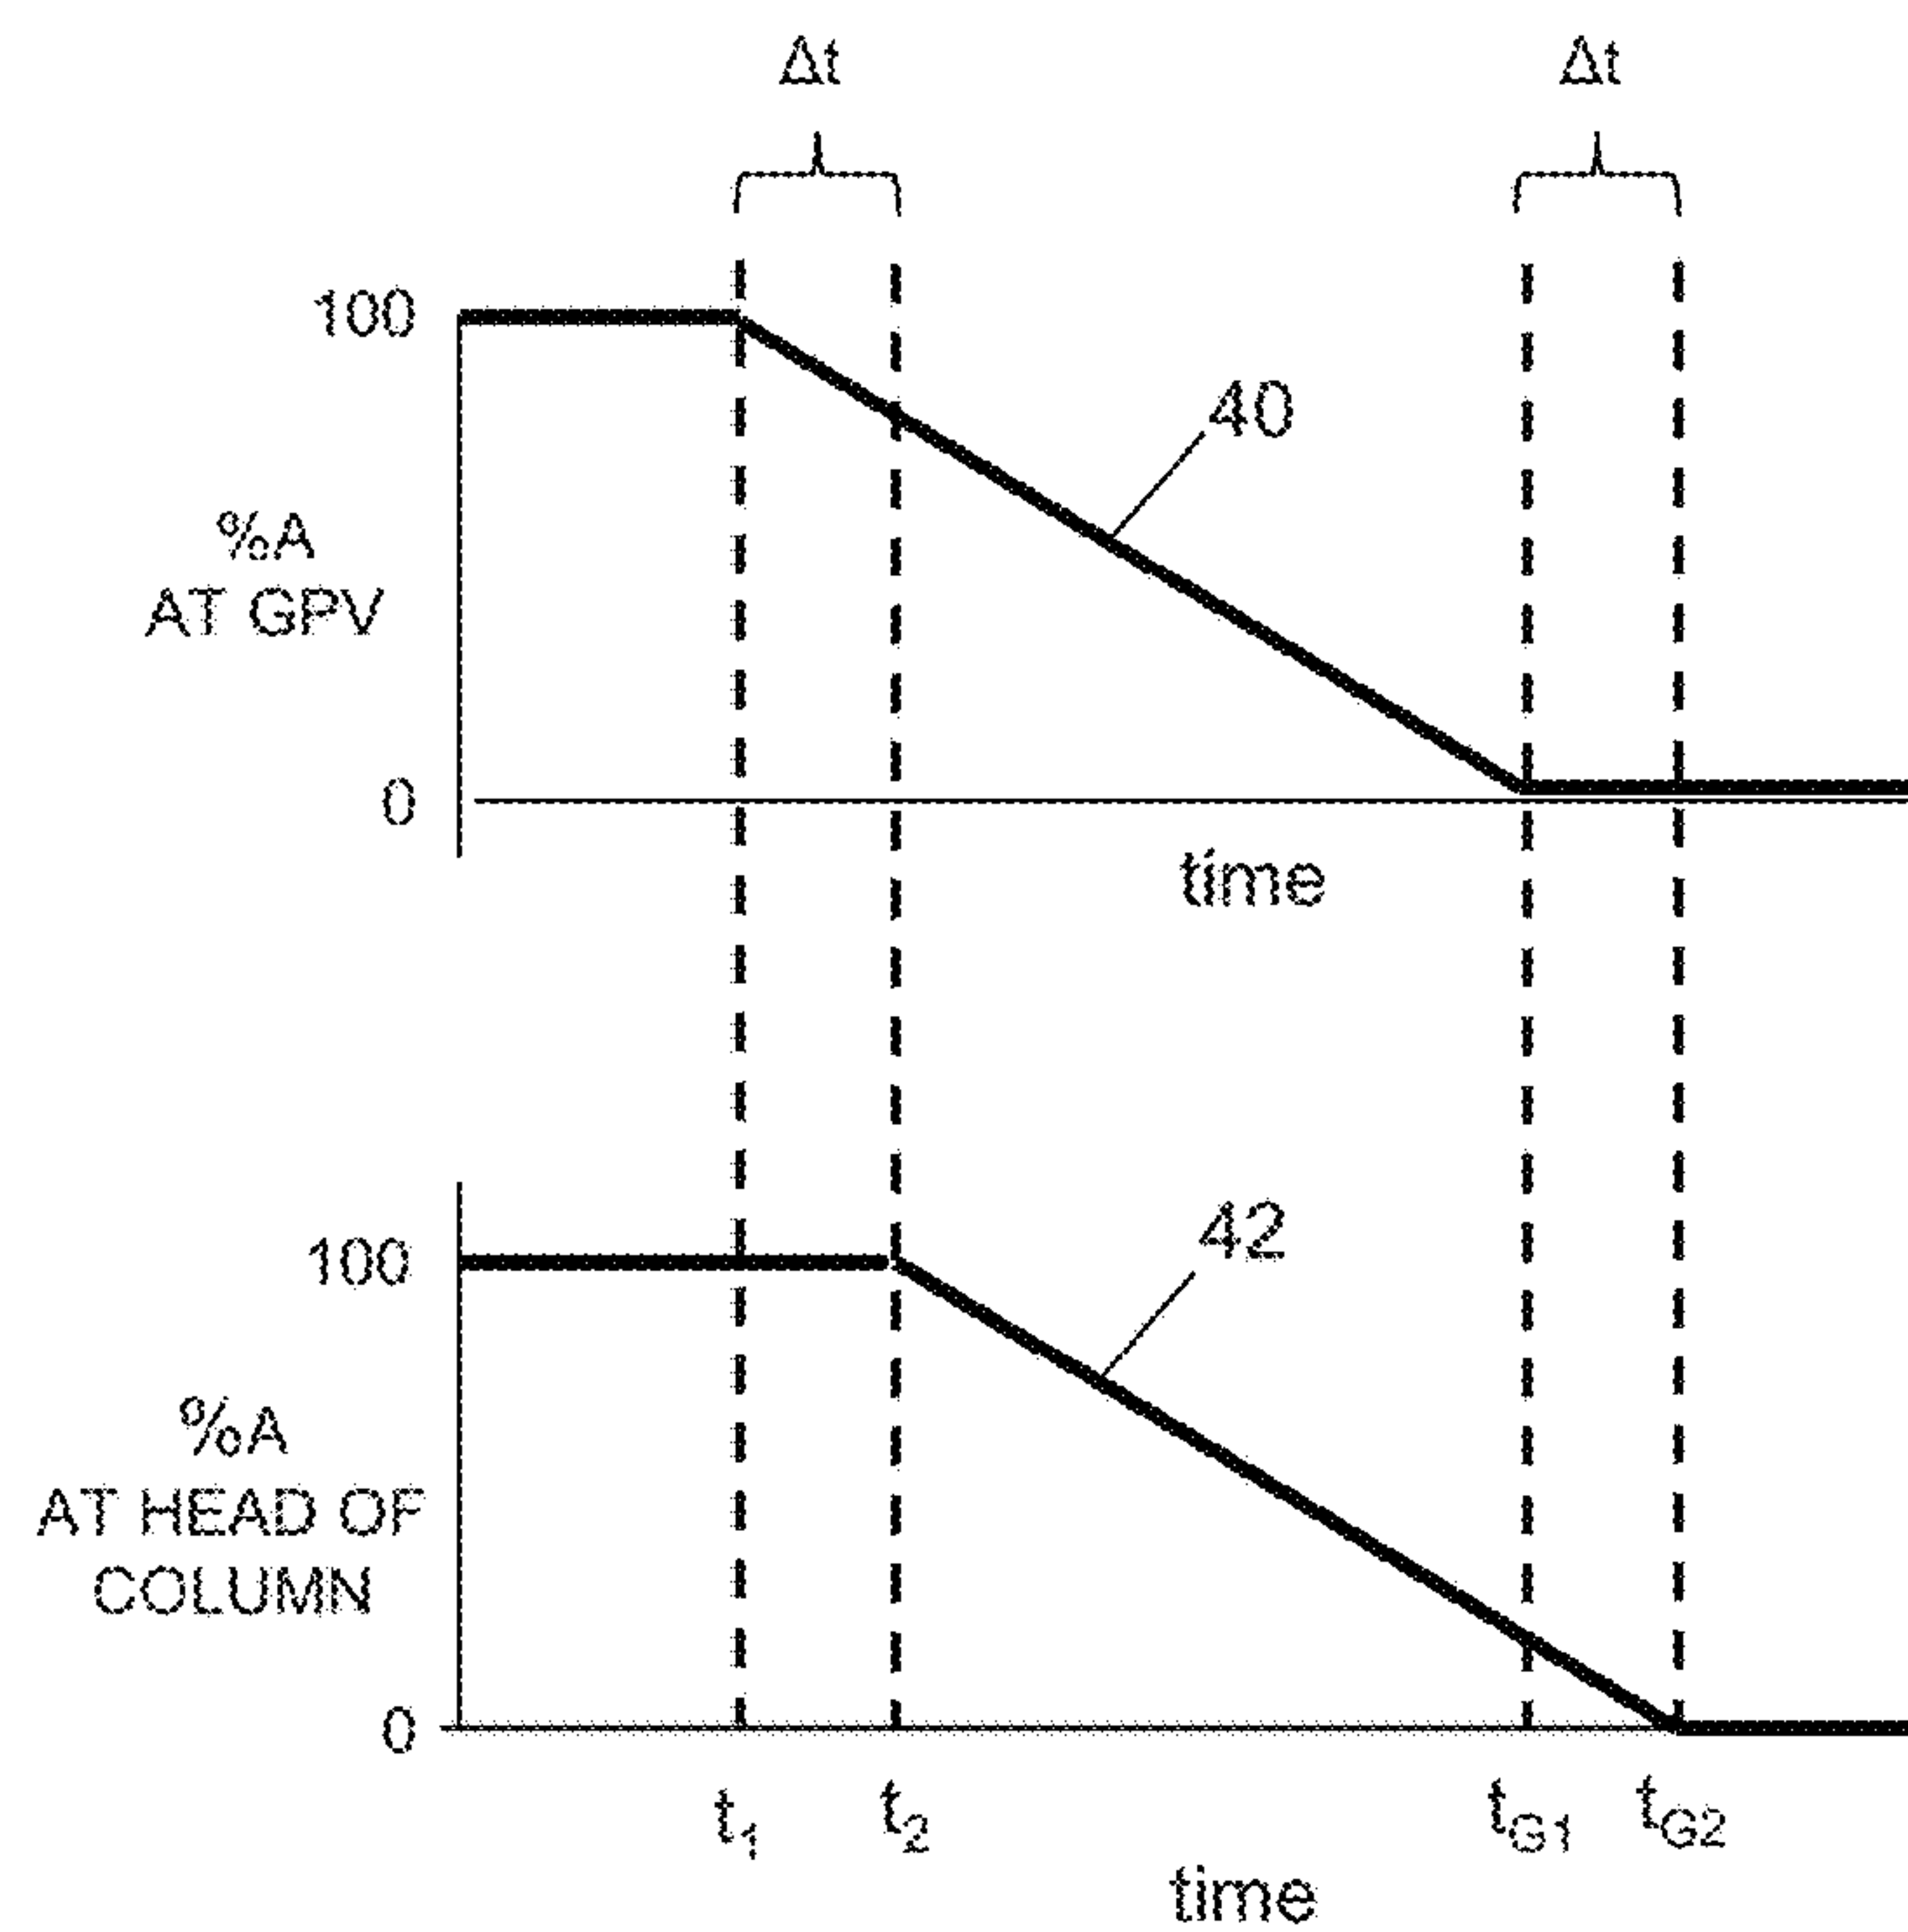 Δt Δt
100
40
%A
AT GPV
0
time
42
100
%A
AT HEAD OF
COLUMN
0
t1 t2 tG1 tG2
time